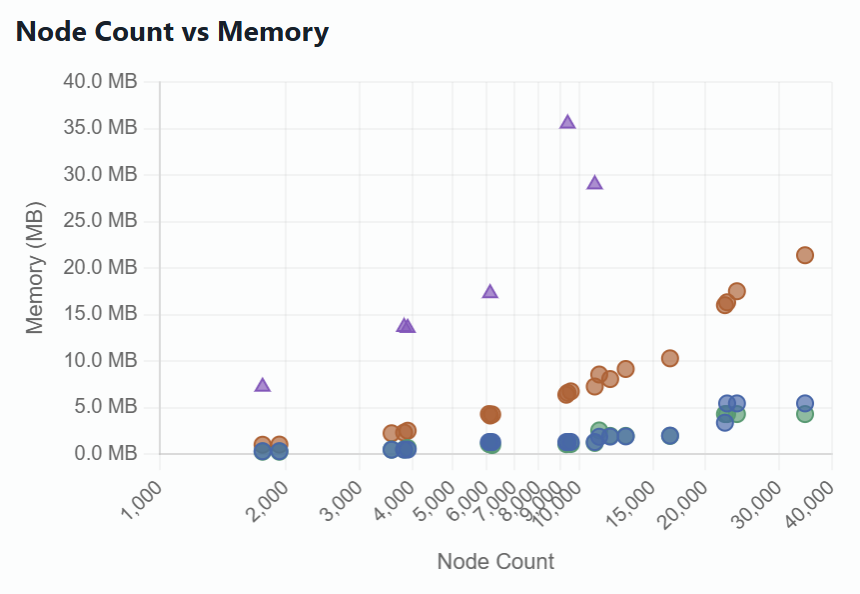 Node Count vs Memory
40.0 MB
35.0 MB
30.0 MB
25.0 MB
20.0 MB
15.0 MB
10.0 MB
5.0 MB
0.0 MB
Memory (MB)
1,000
2,000
3,000
4,000
5,000
6,000
7,000
8,000
9,000
10,000
15,000
20,000
30,000
40,000
Node Count